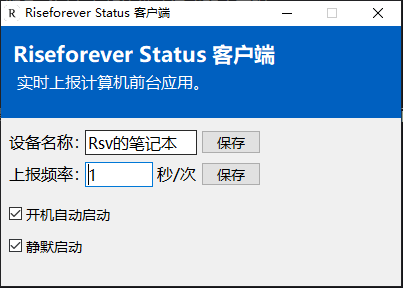 R Riseforever Status 客户端
Riseforever Status 客户端
实时上报计算机前台应用。
设备名称： Rsv的笔记本 保存
上报频率： 1 秒/次 保存
开机自动启动
静默启动